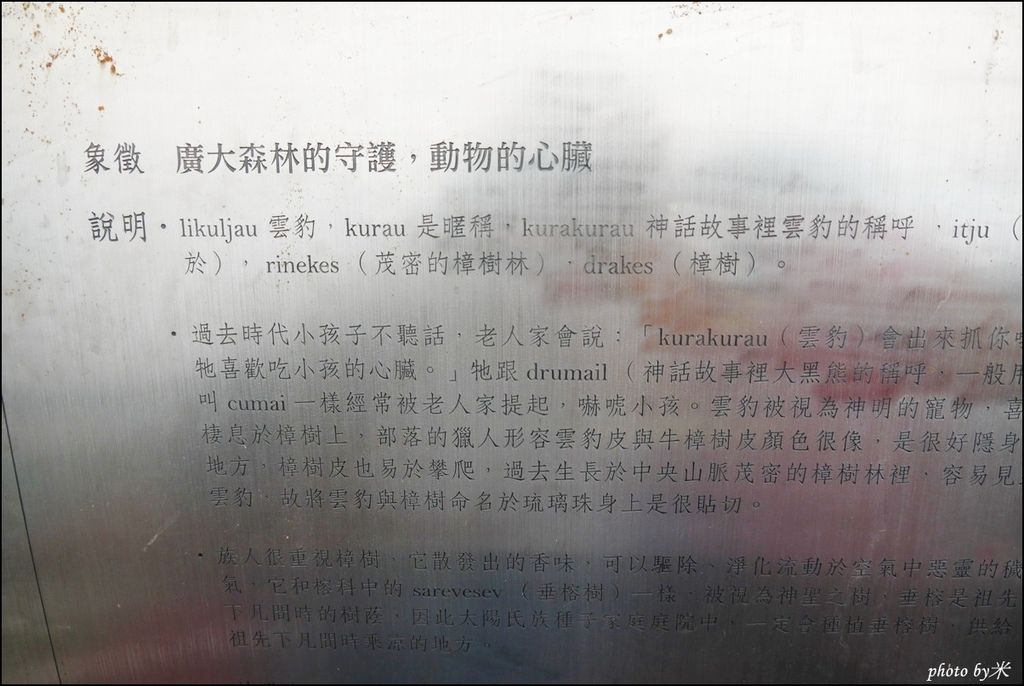 象徵　廣大森林的守護，動物的心臟
說明・likuljau 雲豹，kurau 是暱稱，kurakurau 神話故事裡雲豹的稱呼，itju（
於），rinekes（茂密的樟樹林），drakes（樟樹）。
・過去時代小孩子不聽話，老人家會說：「kurakurau（雲豹）會出來抓你
牠喜歡吃小孩的心臟。」牠跟 drumail（神話故事裡大黑熊的稱呼，一般用
叫 cumai 一樣經常被老人家提起，嚇唬小孩。雲豹被視為神明的寵物，喜
棲息於樟樹上，部落的獵人形容雲豹皮與牛樟樹皮顏色很像，是很好隱身
地方，樟樹皮也易於攀爬，過去生長於中央山脈茂密的樟樹林裡，容易見
雲豹，故將雲豹與樟樹命名於琉璃珠身上是很貼切。
・族人很重視樟樹，它散發出的香味，可以驅除、淨化流動於空氣中惡靈的穢
氣，它和榕科中的 sarevesev（垂榕樹）一樣，被視為神聖之樹，垂榕是祖先
下凡間時的樹蔭，因此太陽氏族種子家庭庭院中，一定會種植垂榕樹，供給
祖先下凡間時乘涼的地方。
photo by 米